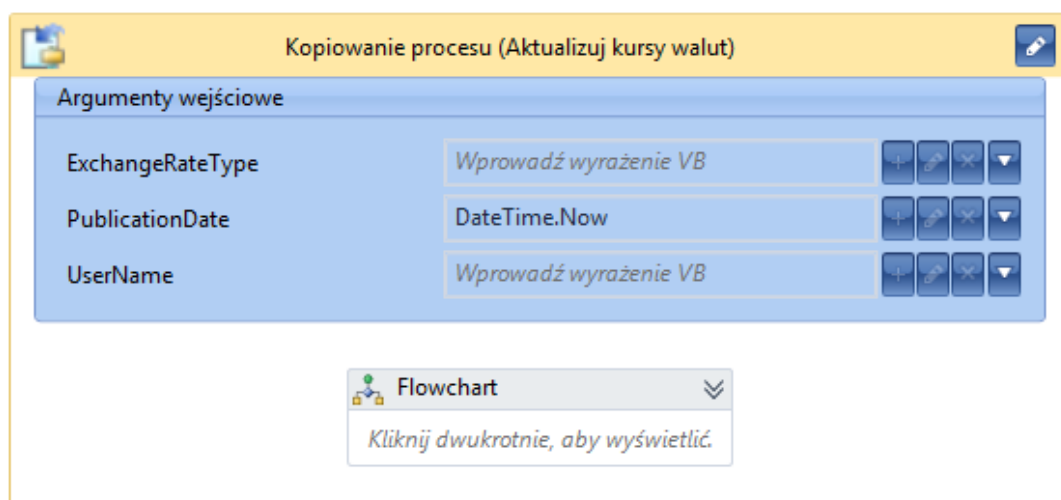 Kopiowanie procesu (Aktualizuj kursy walut)
Argumenty wejściowe
ExchangeRateType Wprowadź wyrażenie VB
PublicationDate DateTime.Now
UserName Wprowadź wyrażenie VB
Flowchart
Kliknij dwukrotnie, aby wyświetlić.